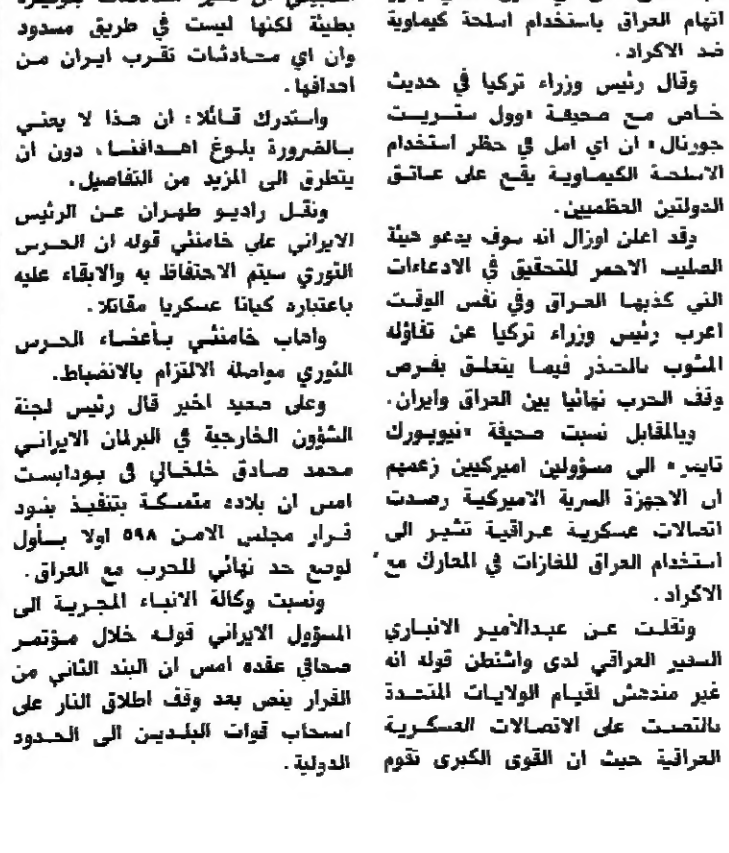 اتهام العراق باستخدام اسلحة كيماوية
ضد الاكراد.
وقال رئيس وزراء تركيا في حديث
خاص مع صحيفة «وول ستريت
جورنال» ان اي امل في حظر استخدام
الاسلحة الكيماوية يقع على عاتق
الدولتين العظميين.
وقد اعلن اوزال انه سوف يدعو هيئة
الصليب الاحمر للتحقيق في الادعاءات
التي كذبها العراق وفي نفس الوقت
اعرب رئيس وزراء تركيا عن تفاؤله
المشوب بالحذر فيما يتعلق بفرص
وقف الحرب نهائيا بين العراق وايران.
وبالمقابل نسبت صحيفة «نيويورك
تايمز» الى مسؤولين اميركيين زعمهم
ان الاجهزة السرية الاميركية رصدت
اتصالات عسكرية عراقية تشير الى
استخدام العراق للغازات في المعارك مع
الاكراد.
ونقلت عن عبدالأمير الانباري
السفير العراقي لدى واشنطن قوله انه
غير مندهش لقيام الولايات المتحدة
بالتصت على الاتصالات العسكرية
العراقية حيث ان القوى الكبرى تقوم
بطيئة لكنها ليست في طريق مسدود
وان اي محادثات تقرب ايران من
اهدافها.
واستدرك قائلا: ان هذا لا يعني
بالضرورة بلوغ اهدافنا، دون ان
يتطرق الى المزيد من التفاصيل.
ونقل راديو طهران عن الرئيس
الايراني علي خامنئي قوله ان الحرس
الثوري سيتم الاحتفاظ به والابقاء عليه
باعتباره كيانا عسكريا مقاتلا.
واهاب خامنئي بأعضاء الحرس
الثوري مواصلة الالتزام بالانضباط.
وعلى صعيد اخر قال رئيس لجنة
الشؤون الخارجية في البرلمان الايراني
محمد صادق خلخالي في بودابست
امس ان بلاده متمسكة بتنفيذ بنود
قرار مجلس الامن ٥٩٨ اولا بأول
لوضع حد نهائي للحرب مع العراق.
ونسبت وكالة الانباء المجرية الى
المسؤول الايراني قوله خلال مؤتمر
صحافي عقده امس ان البند الثاني من
القرار ينص بعد وقف اطلاق النار على
انسحاب قوات البلدين الى الحدود
الدولية.